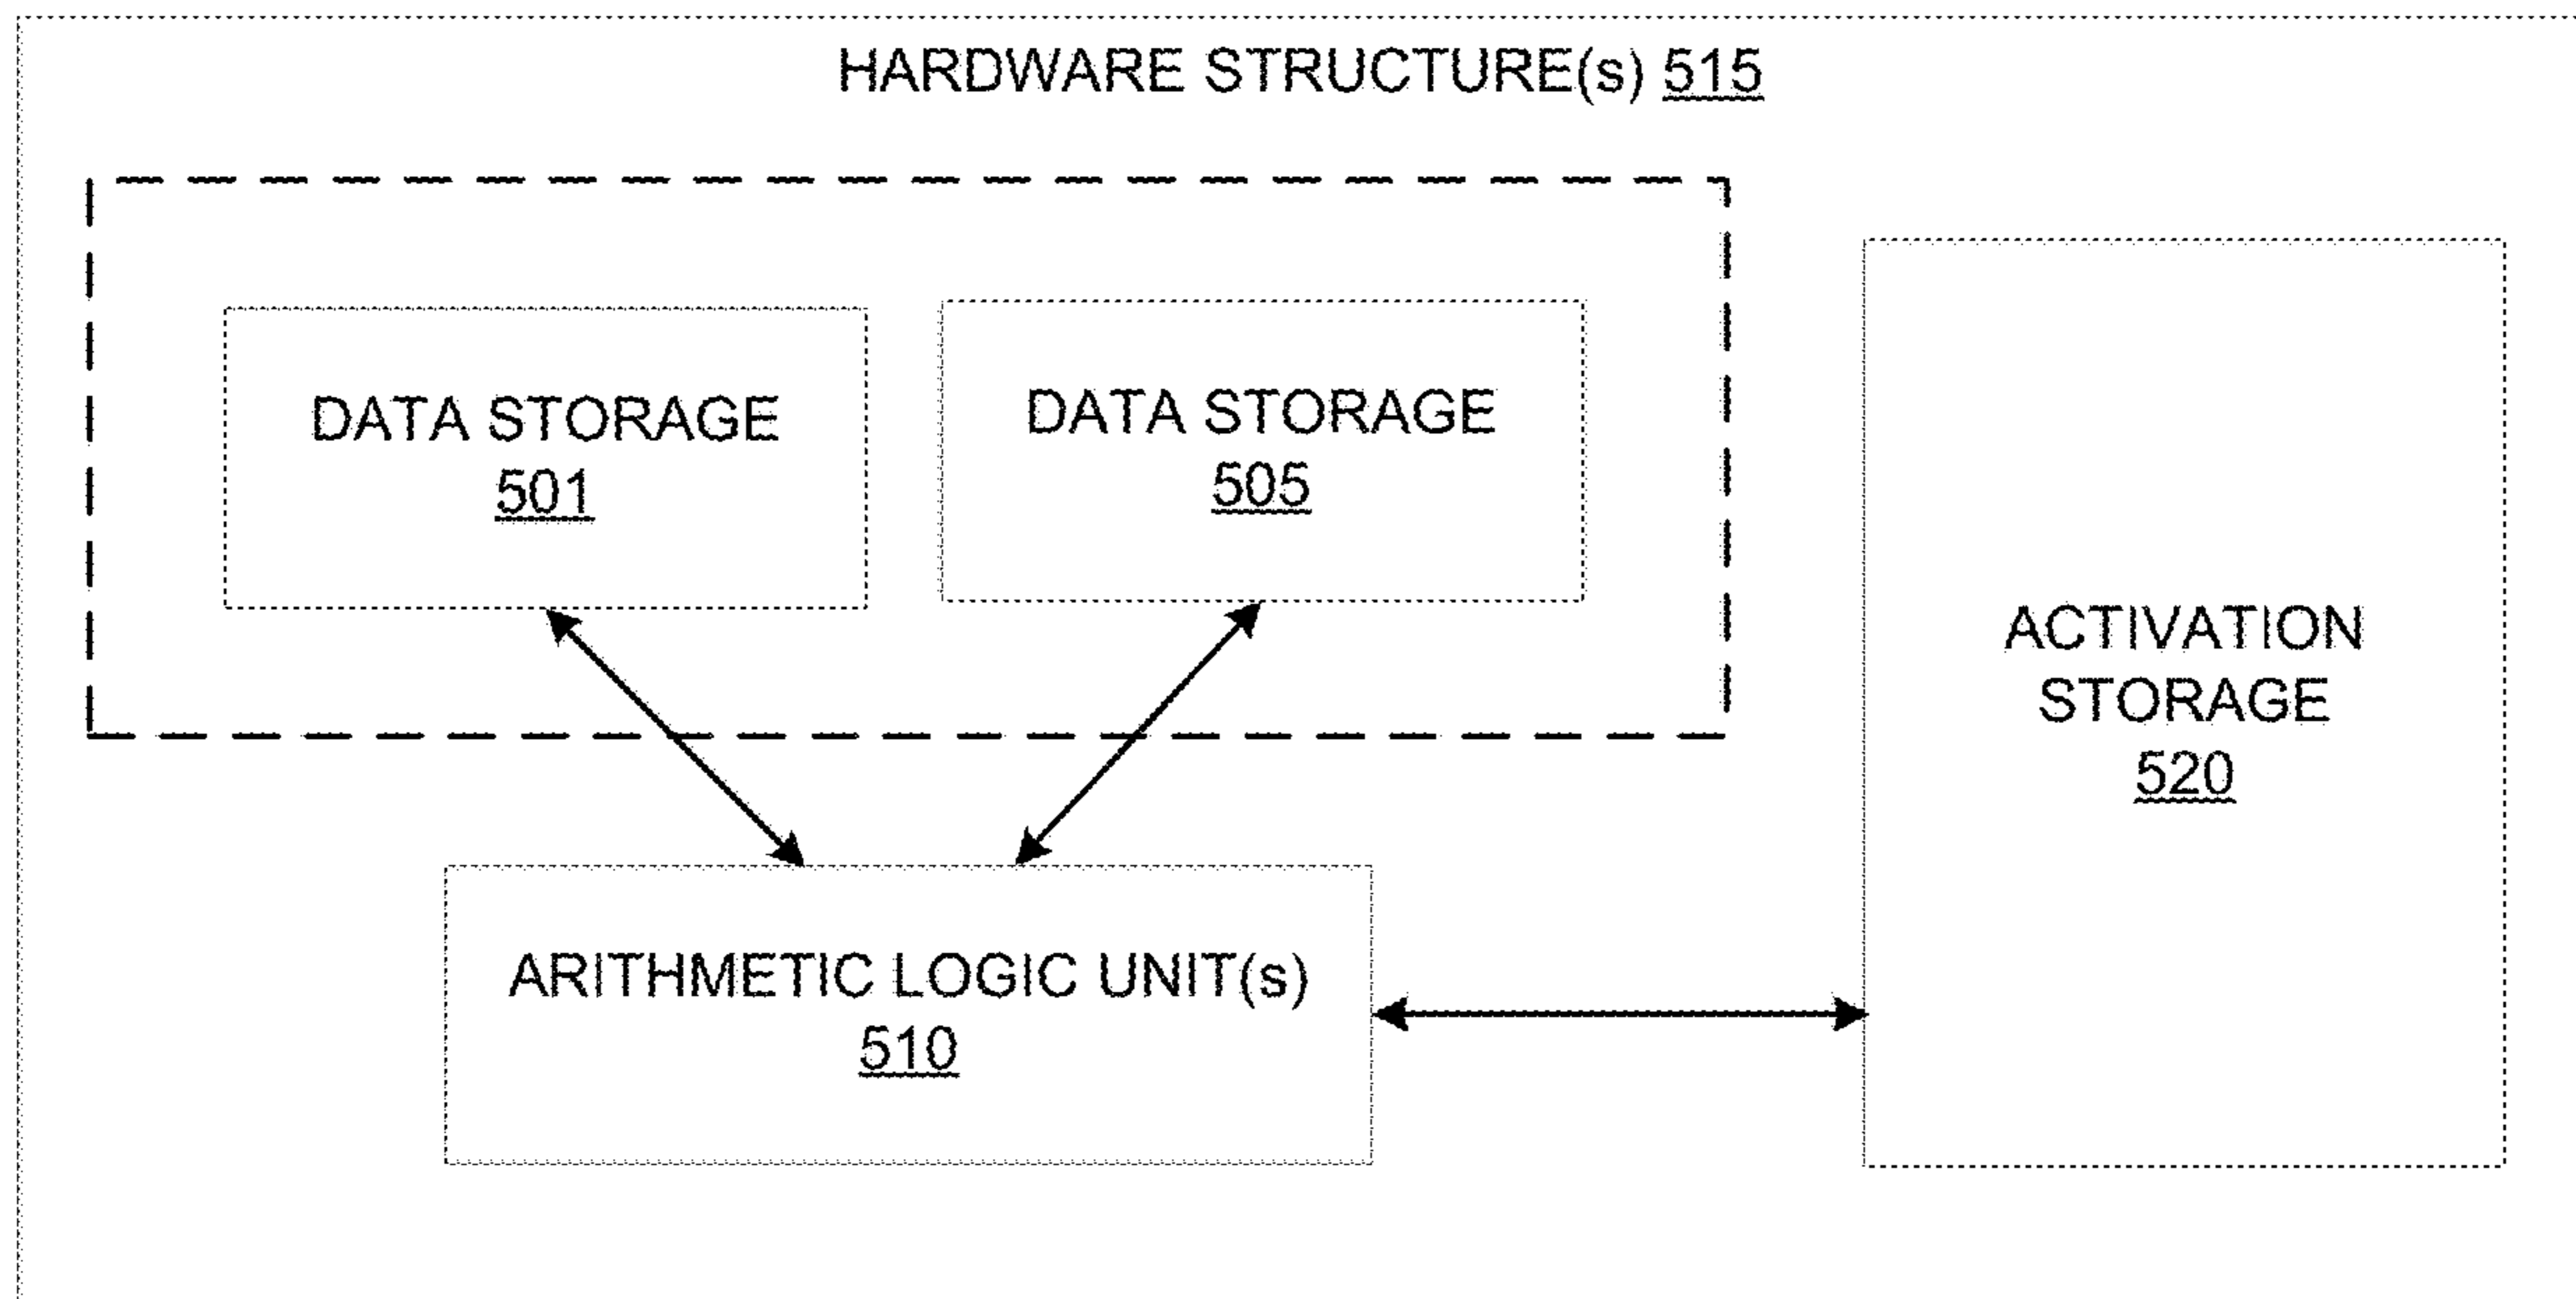 HARDWARE STRUCTURE(s) 515
DATA STORAGE
501
DATA STORAGE
505
ACTIVATION
STORAGE
520
ARITHMETIC LOGIC UNIT(s)
510